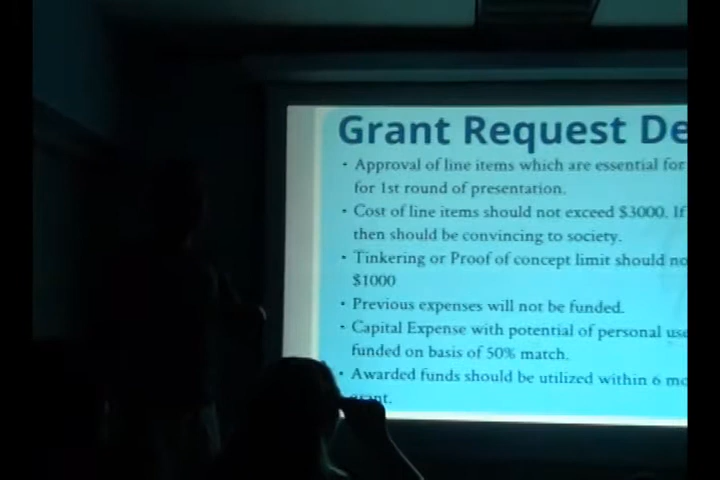 Grant Request De
• Approval of line items which are essential for
for 1st round of presentation.
• Cost of line items should not exceed $3000. If
then should be convincing to society.
• Tinkering or Proof of concept limit should no
$1000
• Previous expenses will not be funded.
• Capital Expense with potential of personal use
funded on basis of 50% match.
• Awarded funds should be utilized within 6 mo
grant.